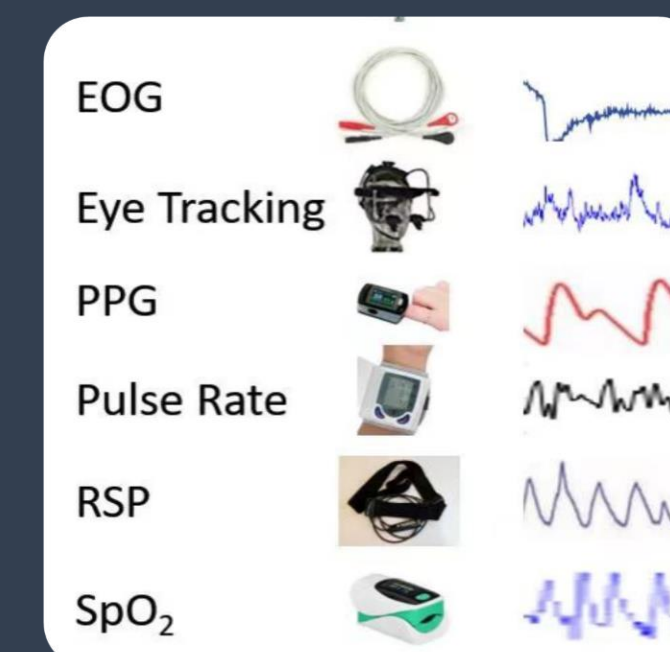 EOG
Eye Tracking
PPG
Pulse Rate
RSP
SpO₂